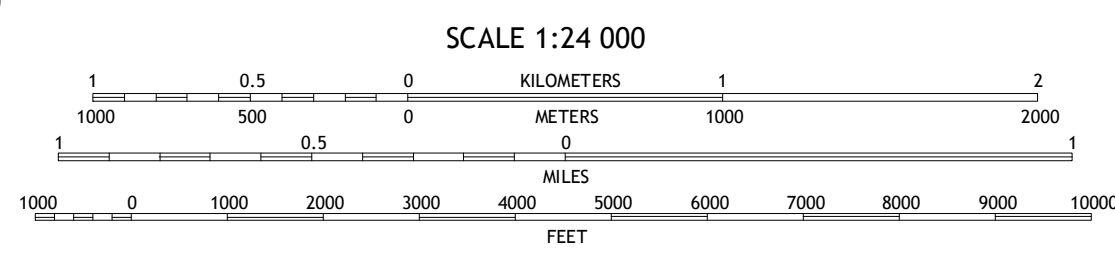 SCALE 1:24 000
1 0.5 0 KILOMETERS 1 2
1000 500 0 METERS 1000 2000
1 0.5 0 1
MILES
1000 0 1000 2000 3000 4000 5000 6000 7000 8000 9000 10000
FEET